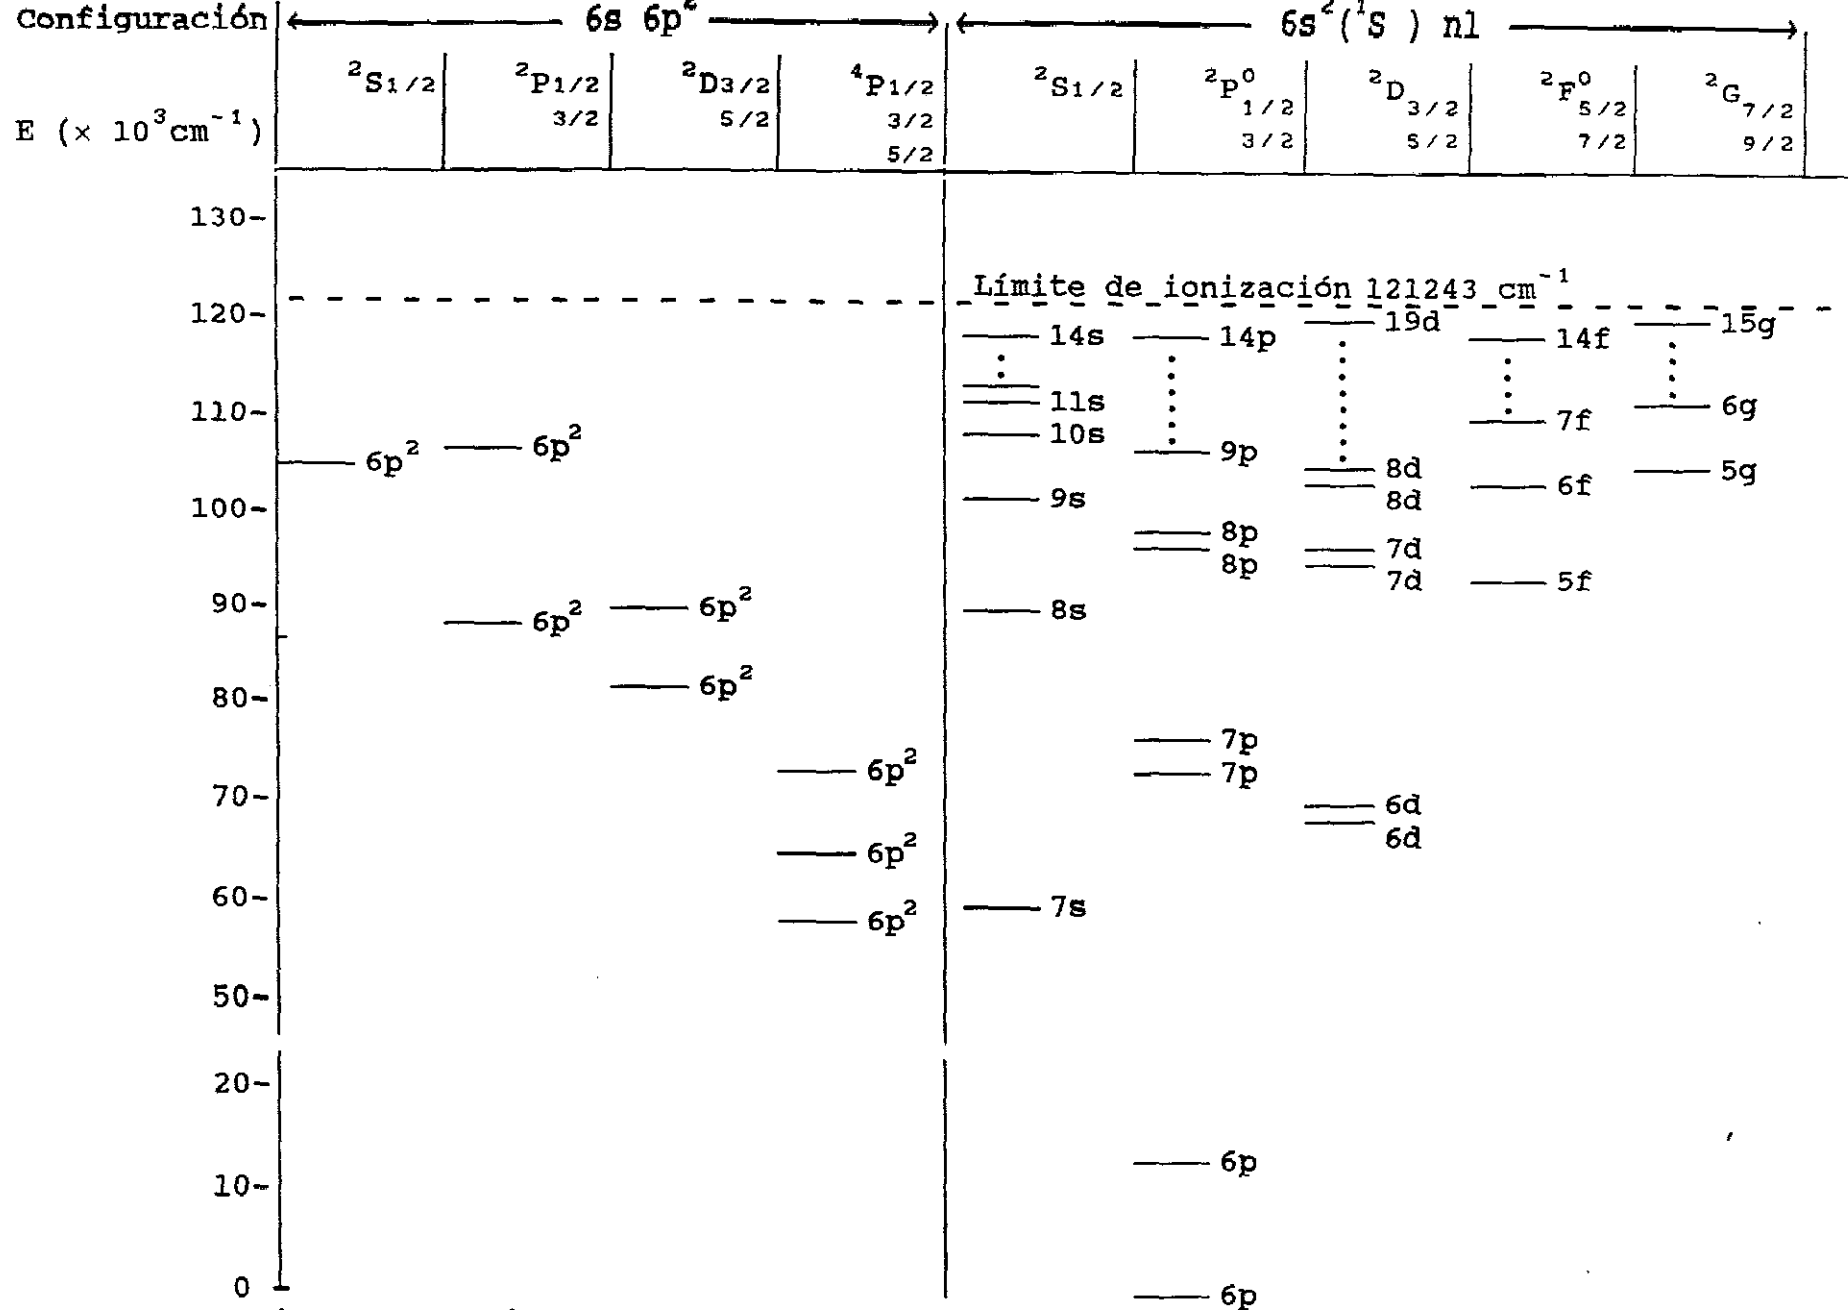 Configuración 6s 6p² 6s²(¹S ) nl
²S1/2 ²P1/2 ²D3/2 ⁴P1/2 ²S1/2 ²P⁰1/2 ²D3/2 ²F⁰5/2 ²G7/2
E (× 10³cm⁻¹) 3/2 5/2 3/2 3/2 5/2 7/2 9/2
5/2
130-
Límite de ionización 121243 cm⁻¹
120-
14s 14p 19d 14f 15g
110-
11s 7f 6g
10s
6p² 6p² 9p 8d 5g
100-
9s 8d 6f
8p 7d
8p 7d 5f
90-
6p² 6p² 8s
80-
6p²
7p
6p² 7p
70-
6d
6d
6p²
60-
6p² 7s
50-
20-
10-
6p
0
6p